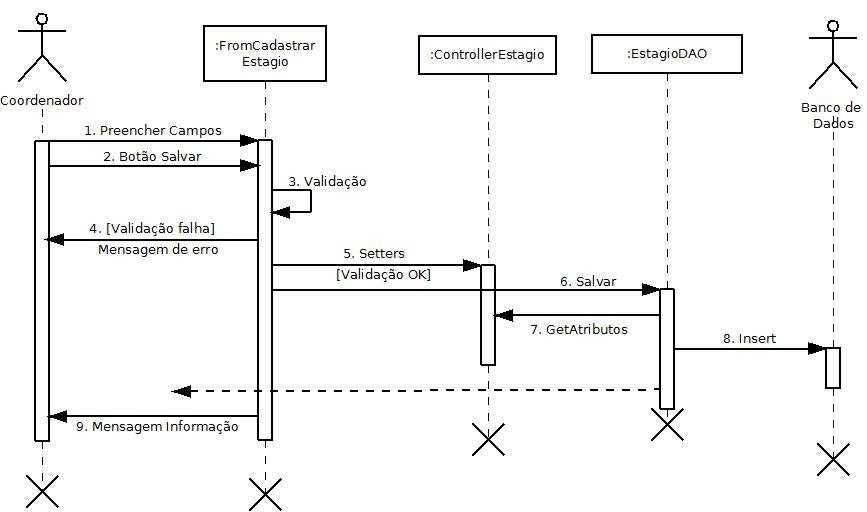 :FromCadastrar
Estagio
:ControllerEstagio
:EstagioDAO
Coordenador
Banco de
Dados
1. Preencher Campos
2. Botão Salvar
3. Validação
4. [Validação falha]
Mensagem de erro
5. Setters
[Validação OK]
6. Salvar
7. GetAtributos
8. Insert
9. Mensagem Informação